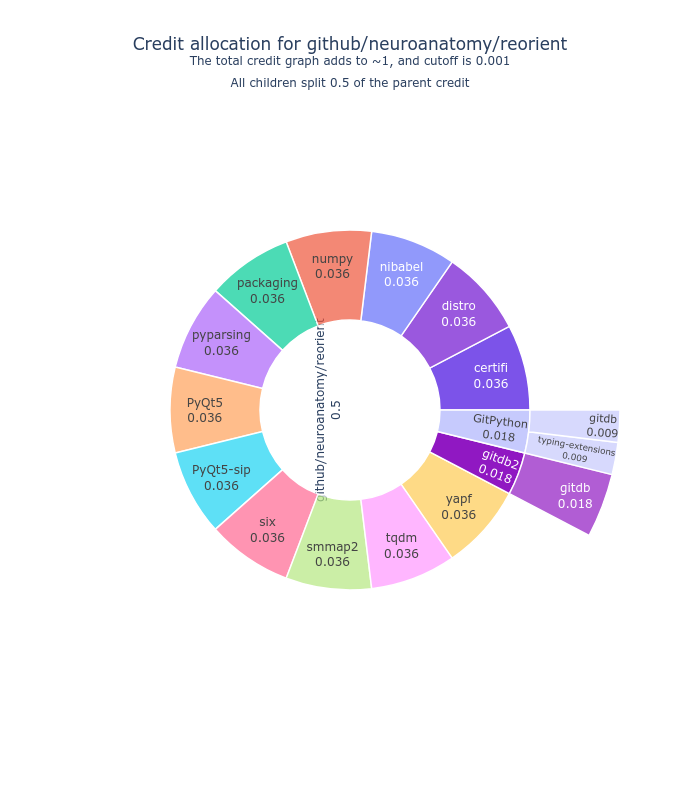 Credit allocation for github/neuroanatomy/reorient
The total credit graph adds to ~1, and cutoff is 0.001
All children split 0.5 of the parent credit
numpy
0.036
nibabel
0.036
packaging
0.036
distro
0.036
pyparsing
0.036
certifi
0.036
github/neuroanatomy/reorient
0.5
PyQt5
0.036
GitPython
0.018
gitdb
0.009
typing-extensions
0.009
gitdb2
0.018
gitdb
0.018
PyQt5-sip
0.036
yapf
0.036
six
0.036
tqdm
0.036
smmap2
0.036